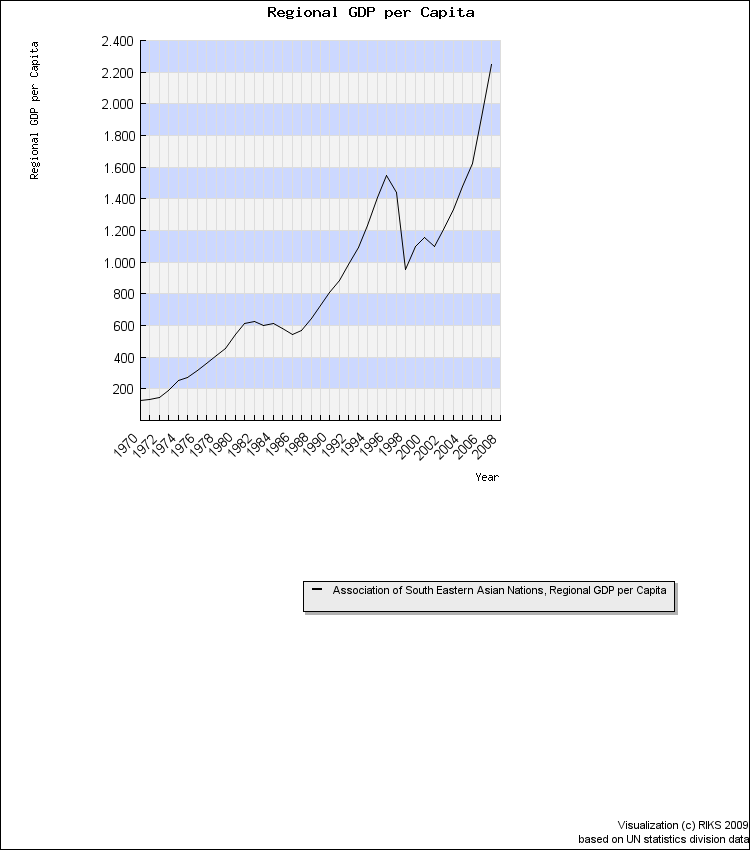 Regional GDP per Capita
Regional GDP per Capita
2.400
2.200
2.000
1.800
1.600
1.400
1.200
1.000
800
600
400
200
1970 1972 1974 1976 1978 1980 1982 1984 1986 1988 1990 1992 1994 1996 1998 2000 2002 2004 2006 2008
Year
Association of South Eastern Asian Nations, Regional GDP per Capita
Visualization (c) RIKS 2009
based on UN statistics division data